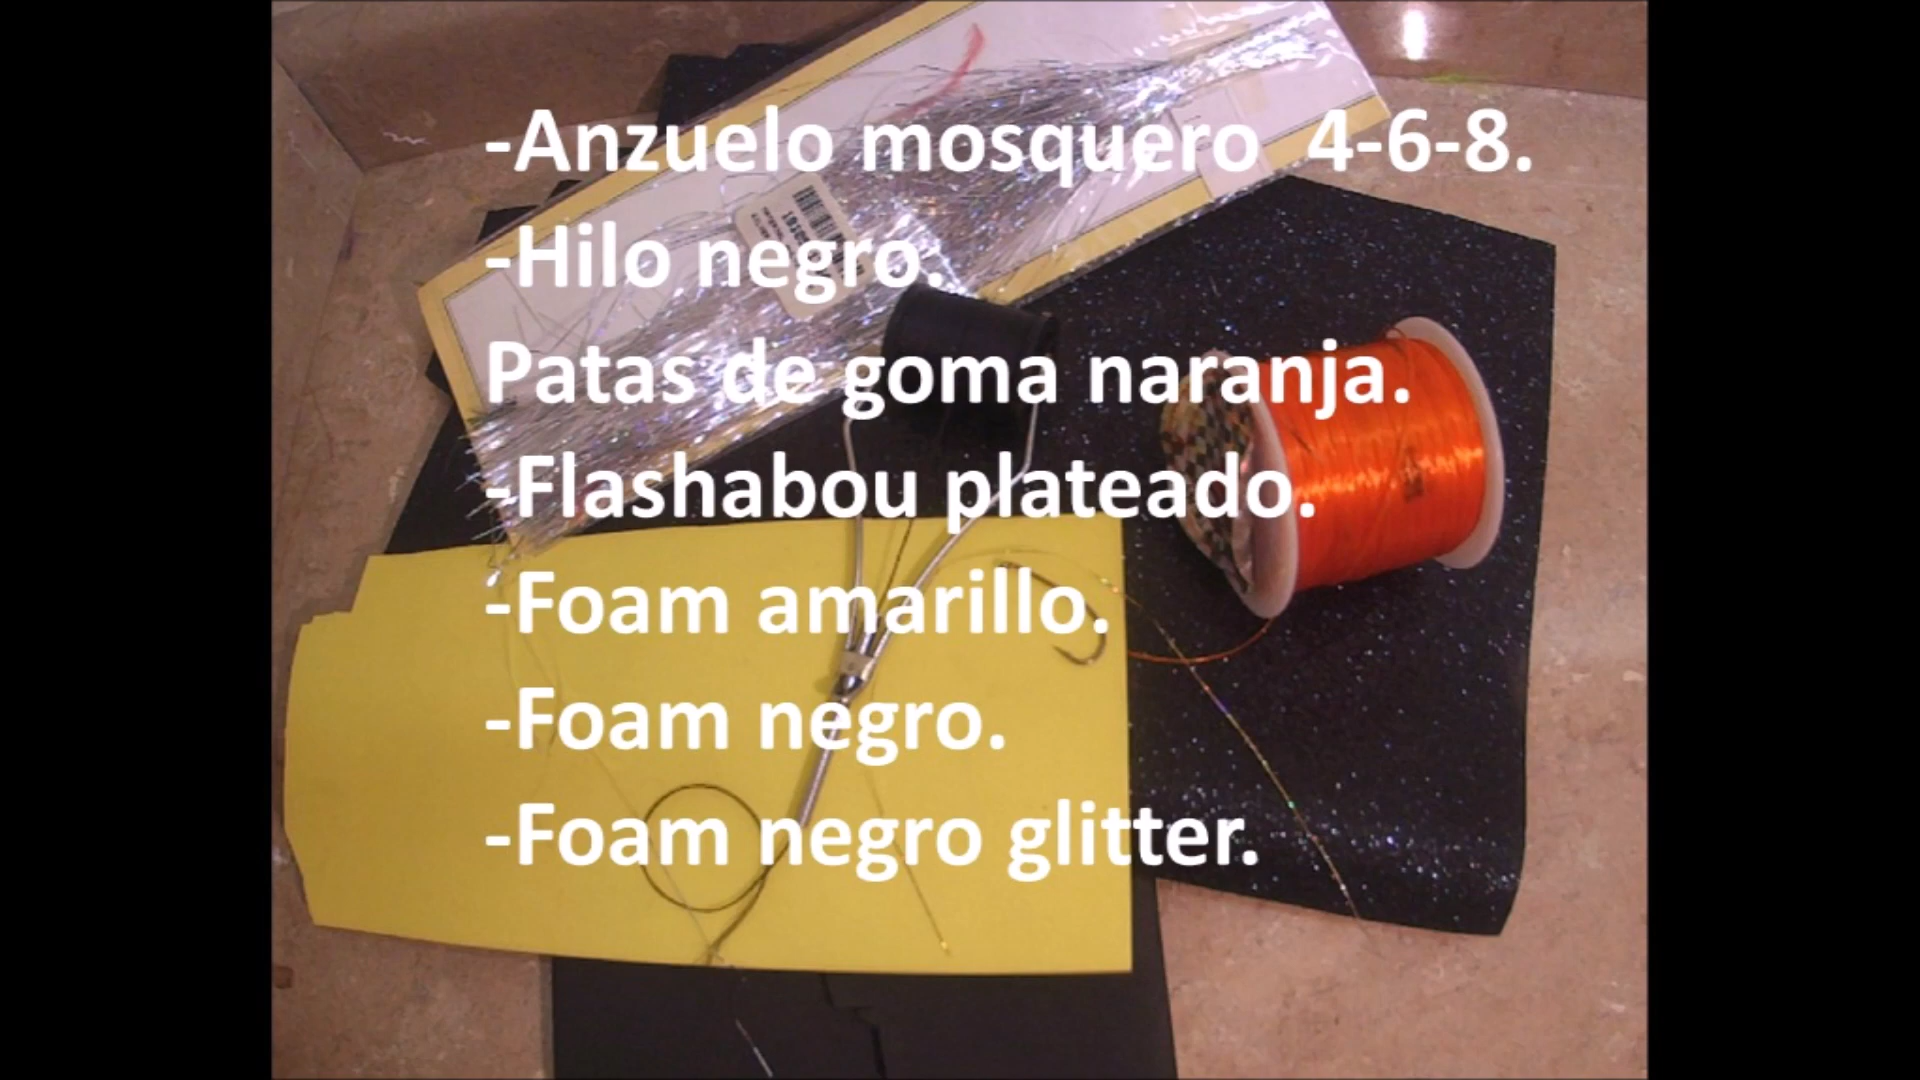 -Anzuelo mosquero  4-6-8.
-Hilo negro.
Patas de goma naranja.
-Flashabou plateado.
-Foam amarillo.
-Foam negro.
-Foam negro glitter.